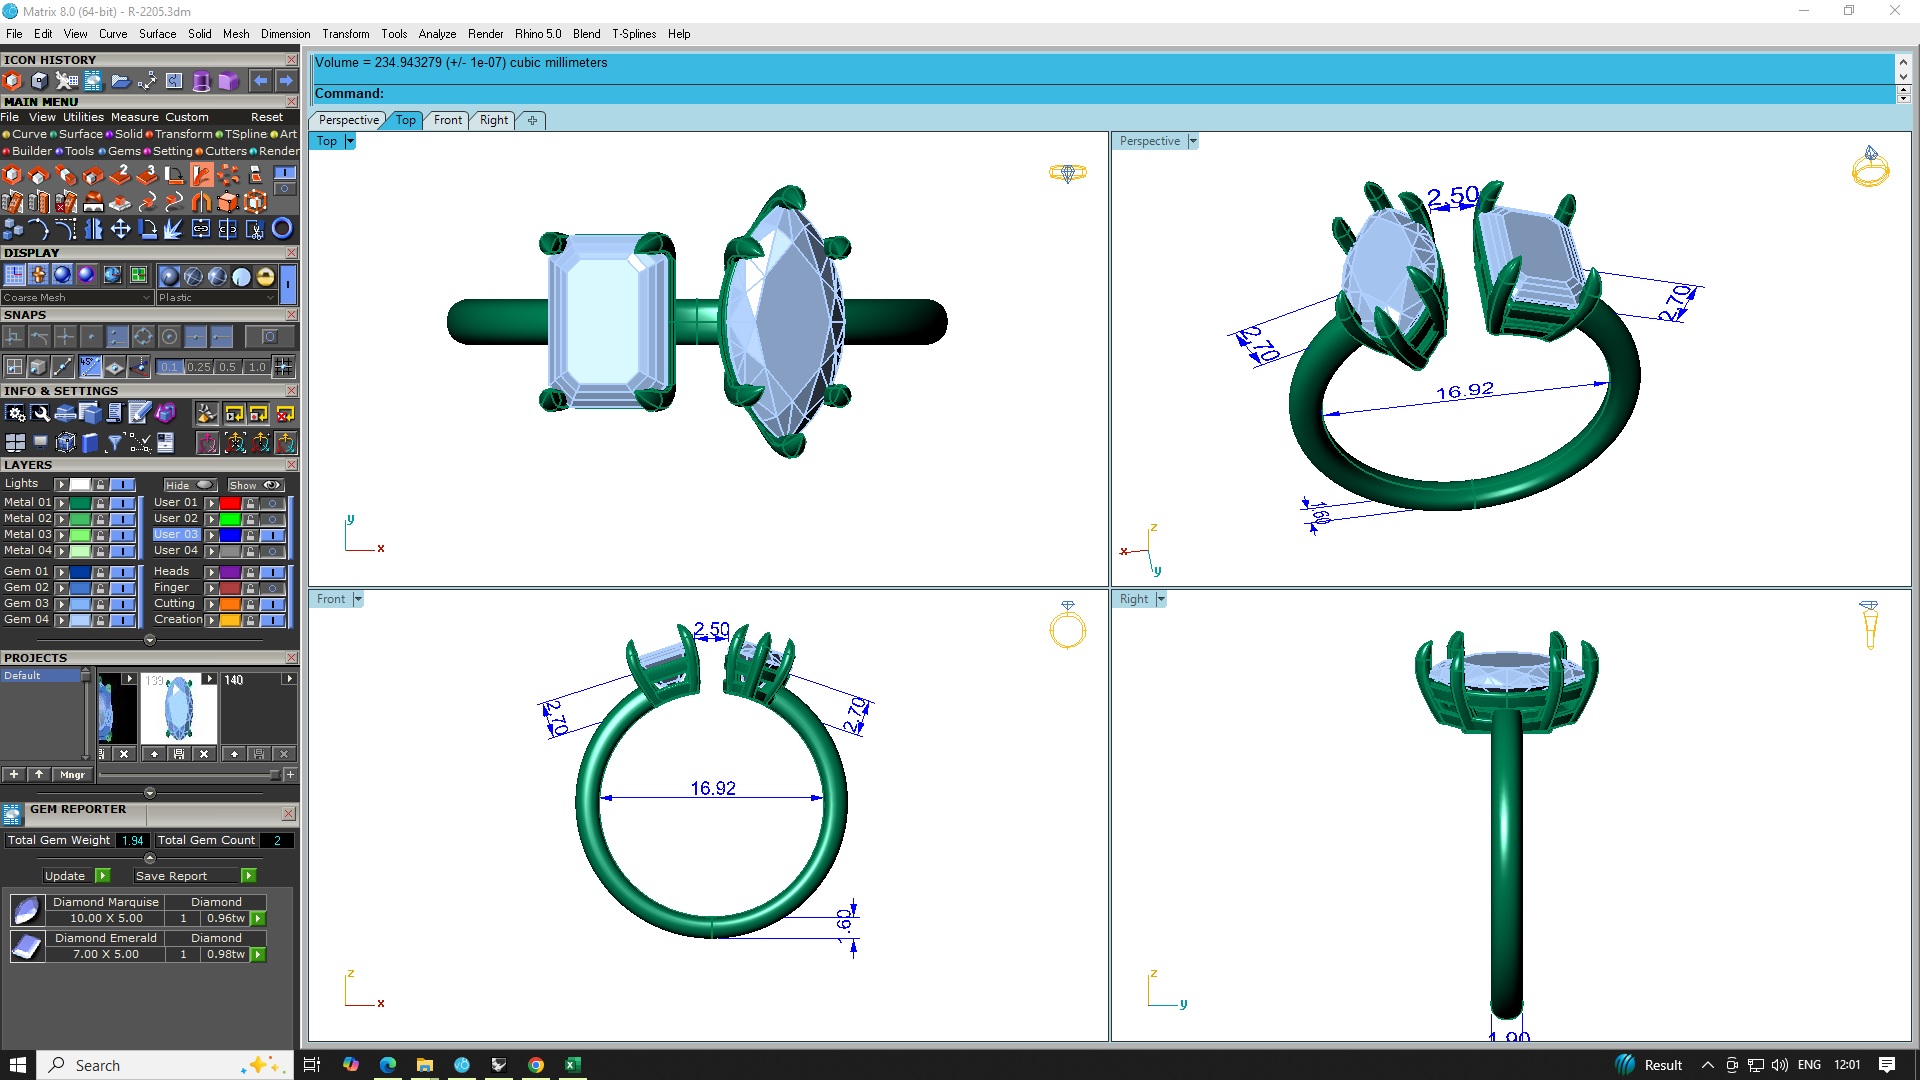 Matrix 8.0 (64-bit) - R-2205.3dm
File Edit View Curve Surface Solid Mesh Dimension Transform Tools Analyze Render Rhino 5.0 Blend T-Splines Help
ICON HISTORY
Volume = 234.943279 (+/- 1e-07) cubic millimeters
Command:
MAIN MENU
File View Utilities Measure Custom Reset
Curve Surface Solid Transform TSpline Art
Builder Tools Gems Setting Cutters Render
Perspective Top Front Right
Top
Perspective
2 3
DISPLAY
Coarse Mesh Plastic
SNAPS
45° 0.1 0.25 0.5 1.0
INFO & SETTINGS
LAYERS
Lights Hide Show
Metal 01 User 01
Metal 02 User 02
Metal 03 User 03
Metal 04 User 04
Gem 01 Heads
Gem 02 Finger
Gem 03 Cutting
Gem 04 Creation
PROJECTS
Default
139 140
Mngr
GEM REPORTER
Total Gem Weight 1.94 Total Gem Count 2
Update Save Report
Diamond Marquise Diamond
10.00 X 5.00 1 0.96tw
Diamond Emerald Diamond
7.00 X 5.00 1 0.98tw
y
x
2.50
2.70
2.70
16.92
1.60
z
x
y
Front
2.50
2.70
2.70
16.92
z
x
Right
z
y
1.90
Search
Result ENG 12:01